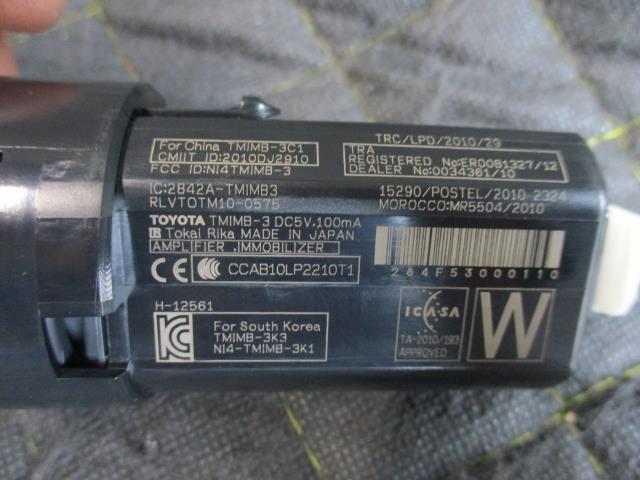 For China TMIMB-3C1
CMIIT ID:2010DJ2910
FCC ID:NI4TMIMB-3
IC:2842A-TMIMB3
RLVTOTM10-0575
TOYOTA TMIMB-3 DC5V,100mA
Tokai Rika MADE IN JAPAN
AMPLIFIER ,IMMOBILIZER
CE CCC CCAB10LP2210T1
H-12561
KC
For South Korea
TMIMB-3K3
NI4-TMIMB-3K1
TRC/LPD/2010/29
TRA
REGISTERED No:ER0081327/12
DEALER No:0034361/10
15290/POSTEL/2010 2324
MOROCCO:MR5504/2010
284F53000110
ICASA
TA-2010/193
APPROVED
W